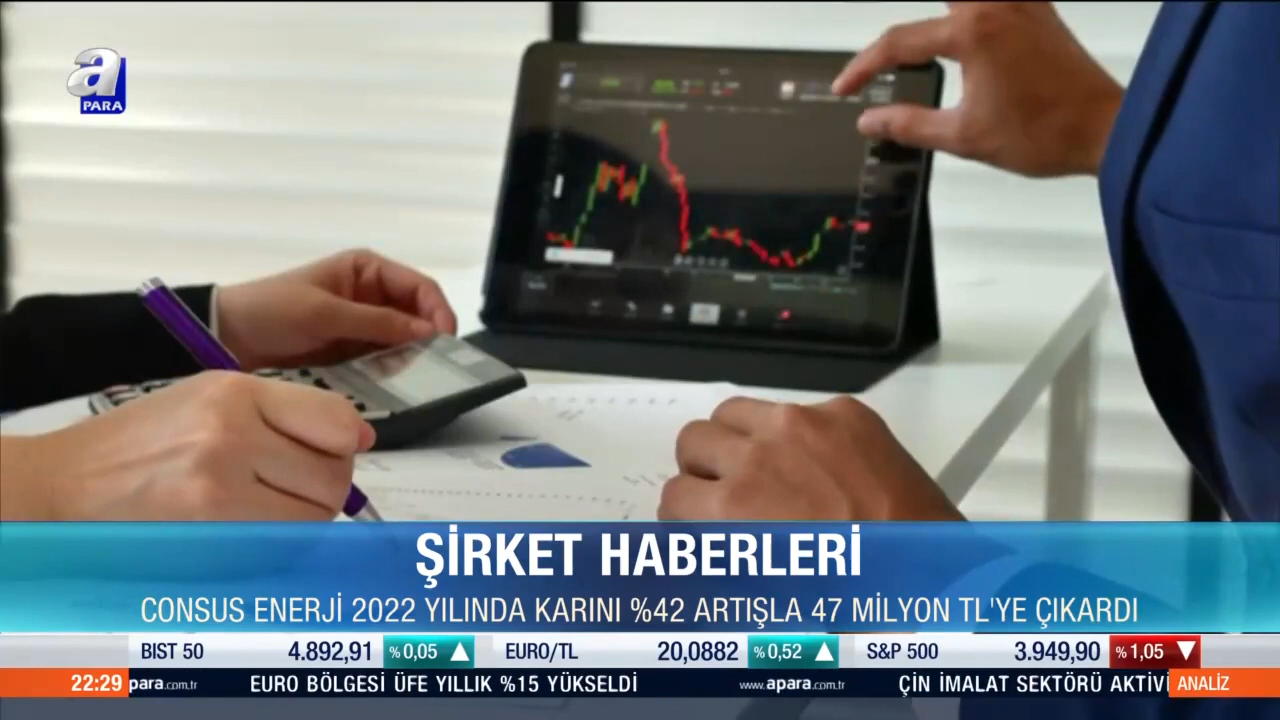 a
PARA
ŞİRKET HABERLERİ
CONSUS ENERJİ 2022 YILINDA KARINI %42 ARTIŞLA 47 MİLYON TL'YE ÇIKARDI
BIST 50 4.892,91 %0,05 EURO/TL 20,0882 %0,52 S&P 500 3.949,90 %1,05
22:29 para.com.tr EURO BÖLGESİ ÜFE YILLIK %15 YÜKSELDİ www.apara.com.tr ÇİN İMALAT SEKTÖRÜ AKTİVİ ANALİZ